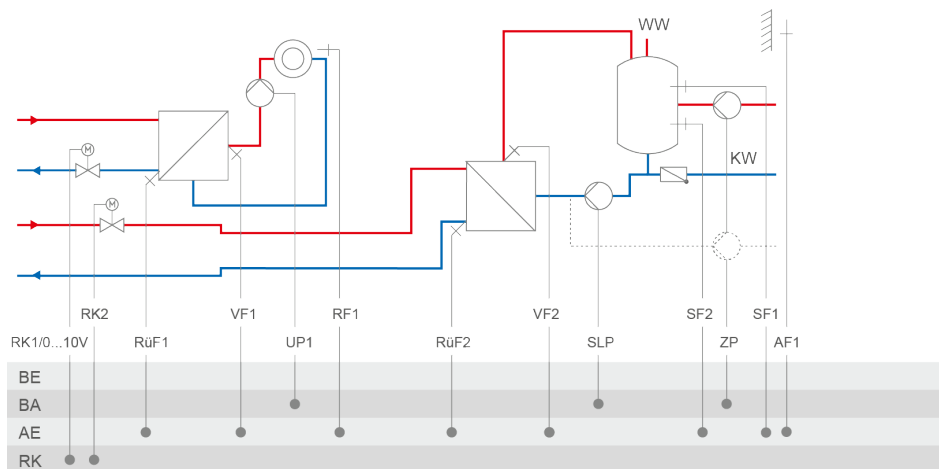 WW
M
KW
M
RK2 VF1 RF1 VF2 SF2 SF1
RK1/0...10V RüF1 UP1 RüF2 SLP ZP AF1
BE
BA
AE
RK